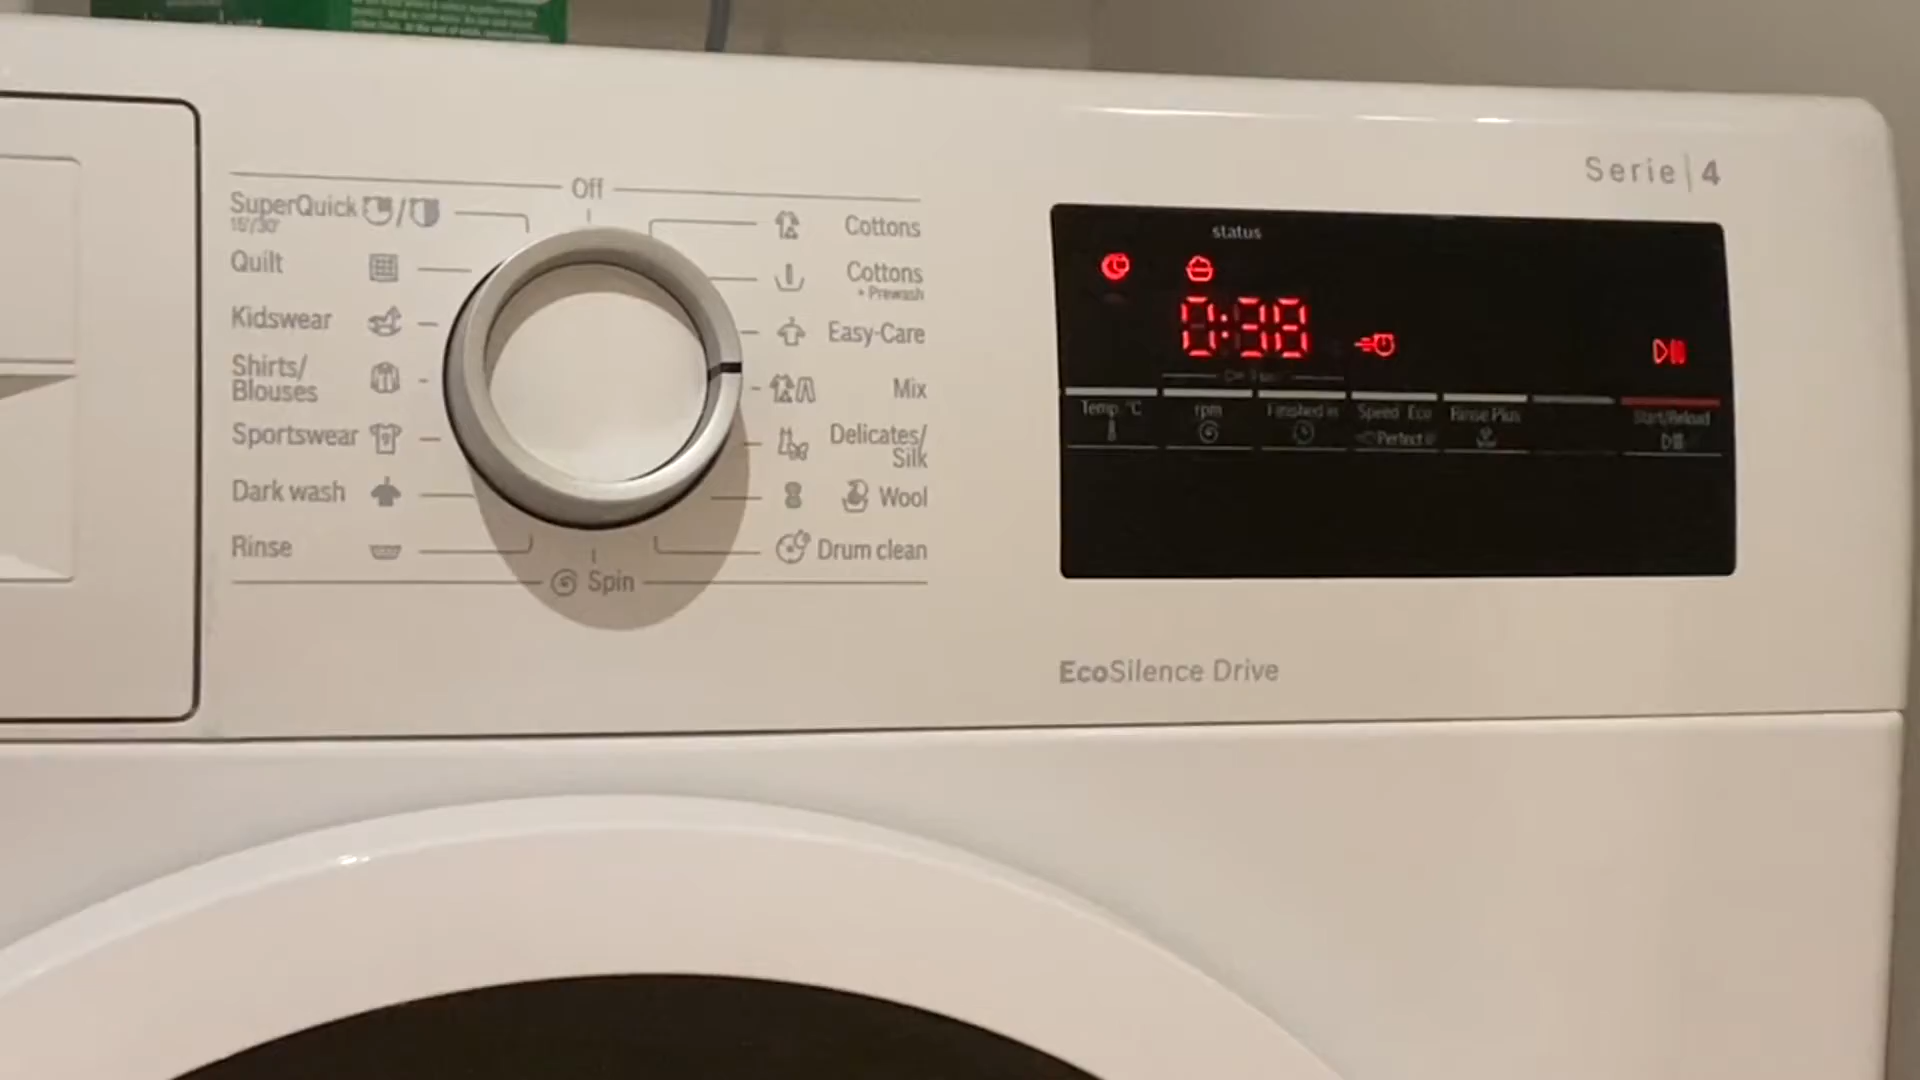 Serie | 4
Off
SuperQuick
15'/30'
Quilt
Kidswear
Shirts/
Blouses
Sportswear
Dark wash
Rinse
Cottons
Cottons
+ Prewash
Easy-Care
Mix
Delicates/
Silk
Wool
Drum clean
Spin
status
0:38
Temp. °C
rpm
Finished in
Speed Eco
Perfect
Rinse Plus
Start/Reload
EcoSilence Drive